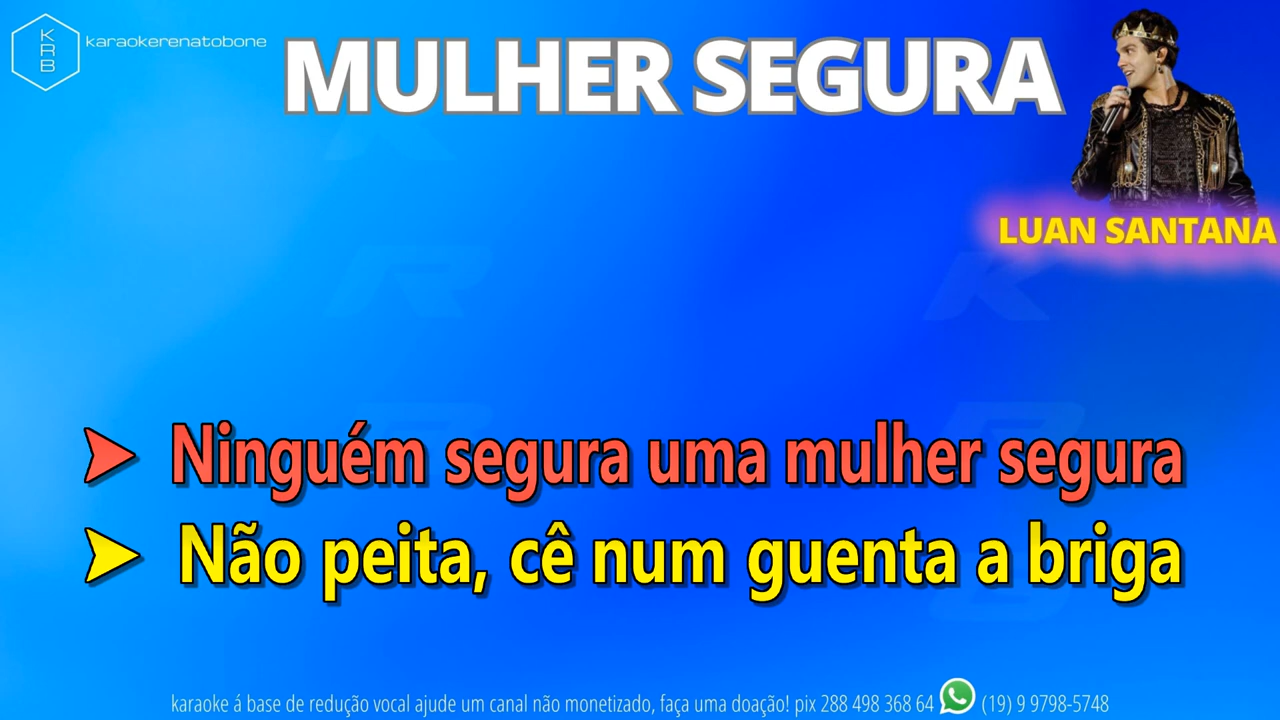 K
R
B
karaokerenatobone
MULHER SEGURA
LUAN SANTANA
Ninguém segura uma mulher segura
Não peita, cê num guenta a briga
karaoke á base de redução vocal ajude um canal não monetizado, faça uma doação! pix 288 498 368 64 (19) 9 9798-5748